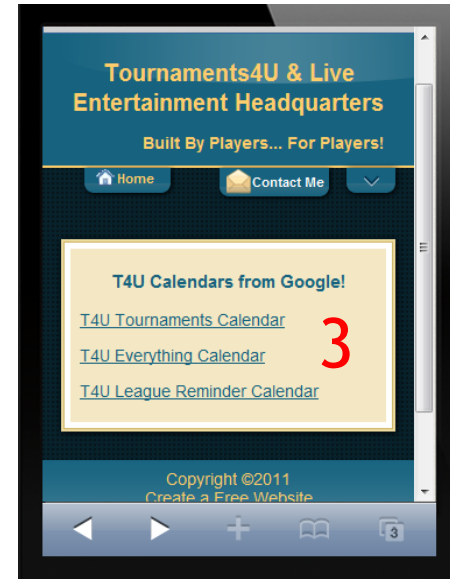 Tournaments4U & Live
Entertainment Headquarters
Built By Players... For Players!
Home
Contact Me
T4U Calendars from Google!
T4U Tournaments Calendar
T4U Everything Calendar
T4U League Reminder Calendar
3
Copyright ©2011
Create a Free Website
3